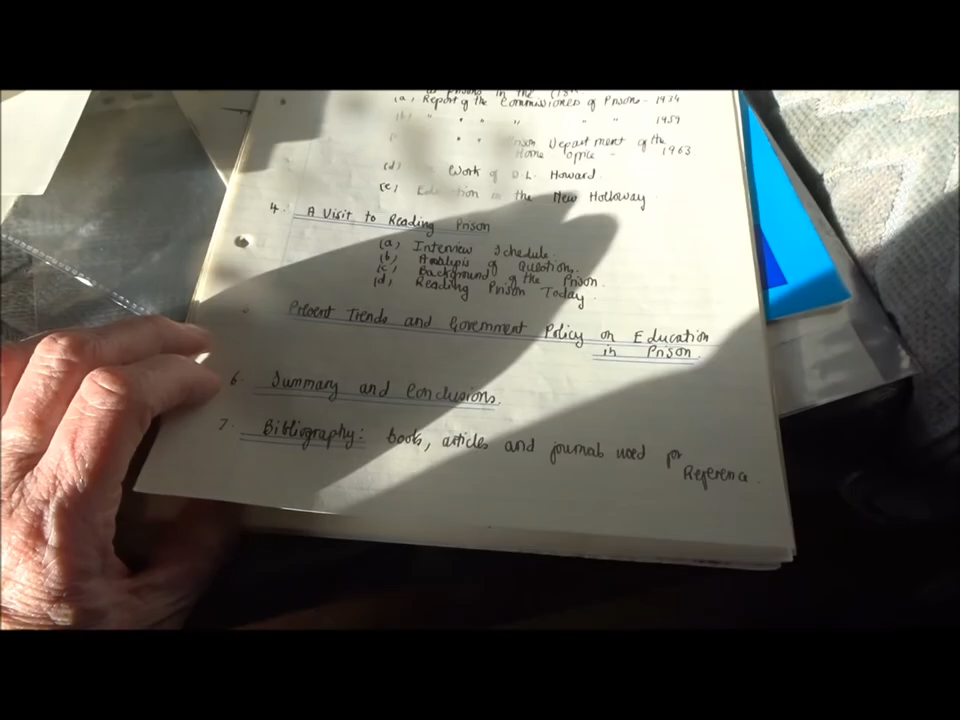 (a) Report of the Commissioners of Prisons - 1934
(b) " " " " " 1959
" " Prison Department of the
Home Office - 1963
(d) Work of D.L. Howard.
(e) Education in the New Holloway
4. A Visit to Reading Prison
(a) Interview Schedule.
(b) Analysis of Question.
(c) Background of the Prison.
(d) Reading Prison Today.
Present Trends and Government Policy on Education
in Prison.
6. Summary and Conclusions.
7. Bibliography: books, articles and journals used for
Reference.